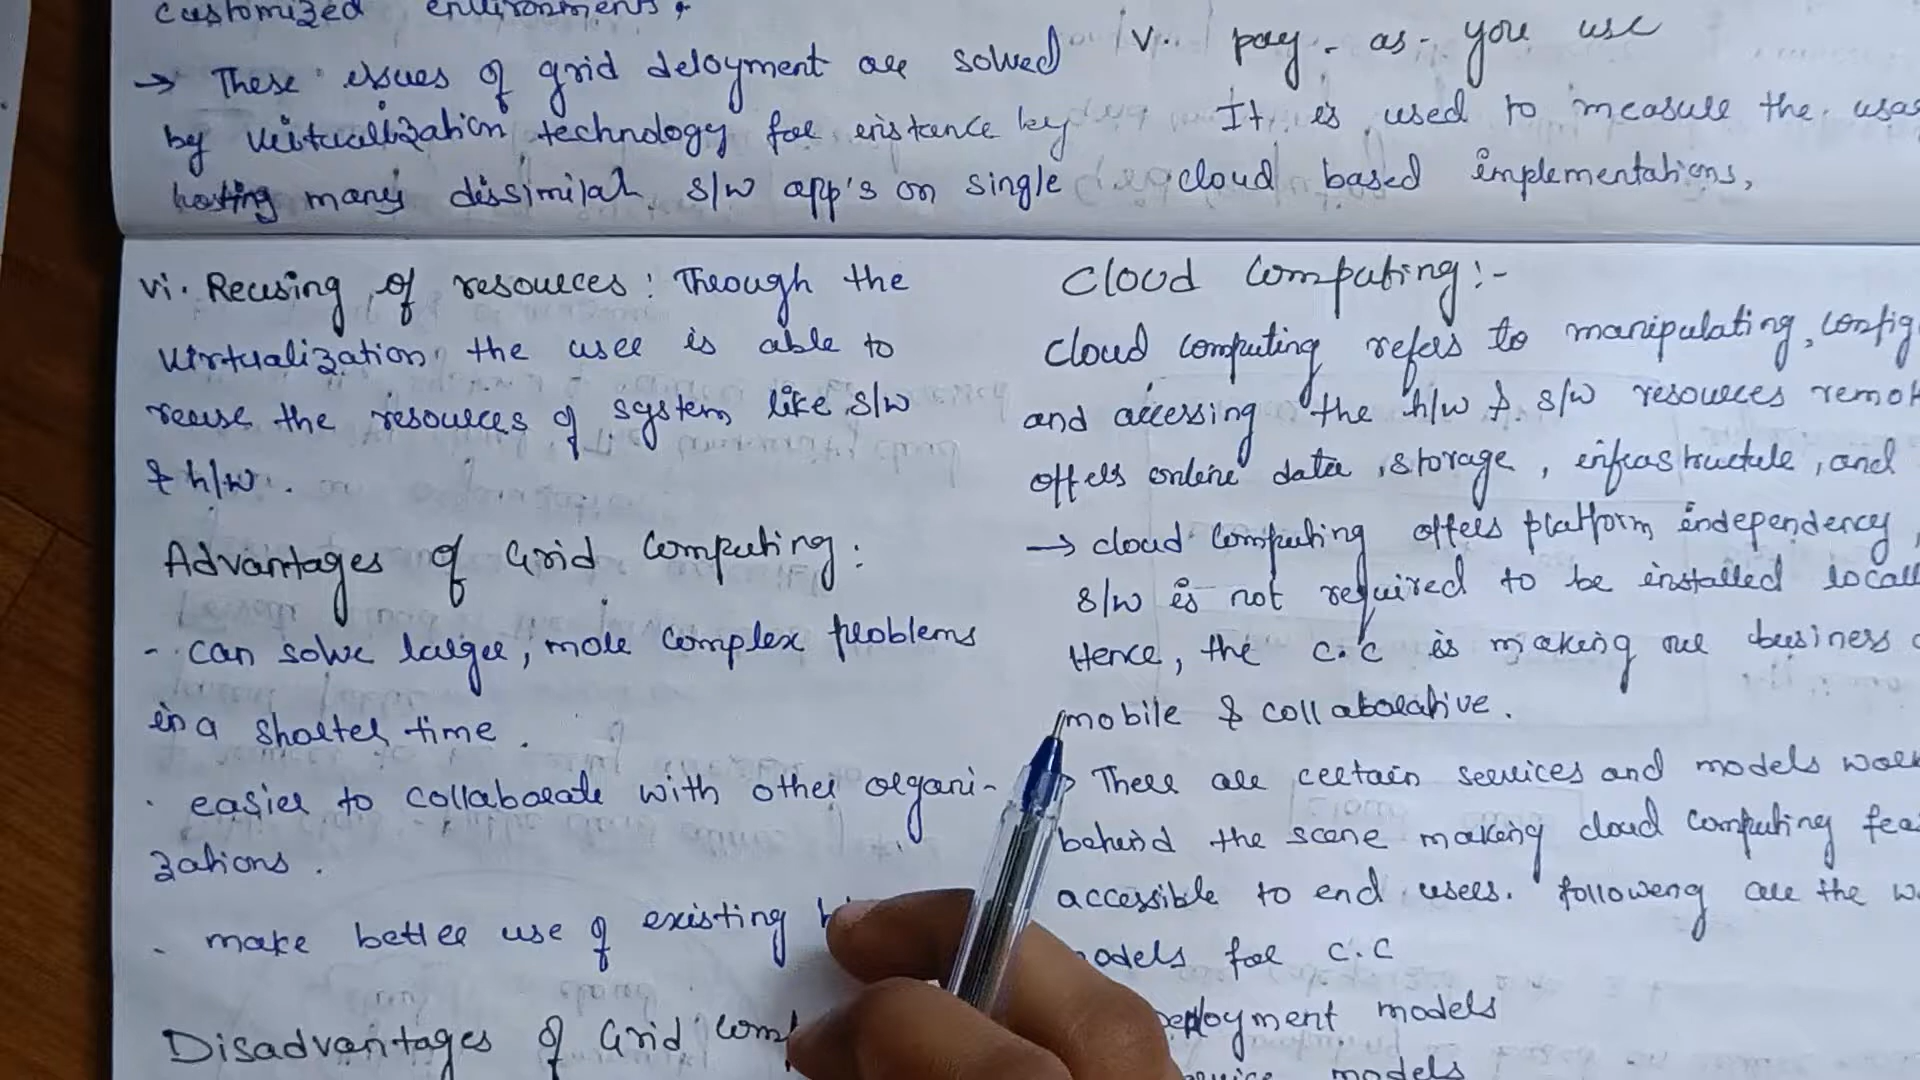 customized environments.
→ These issues of grid deloyment are solved
by virtualization technology for instance by
hosting many dissimilar s/w app's on single
vi. Reusing of resources: Through the
virtualization, the user is able to
reuse the resources of system like s/w
& h/w.
Advantages of Grid Computing:
- can solve larger, more complex problems
in a shorter time.
. easier to collaborate with other organi-
zations.
. make better use of existing
Disadvantages of Grid
v. pay-as-you use
It is used to measure the
cloud based implementations,
Cloud Computing:-
cloud computing refers to manipulating, config
and accessing the h/w & s/w resources remot
offers online data, storage, infrastructure, and
→ cloud computing offers platform independency,
s/w is not required to be installed locall
Hence, the c.c is making our business
mobile & collaborative.
There are certain services and models work
behind the scene making cloud computing fea
accessible to end users. following are the w
models for c.c
deployment models
models